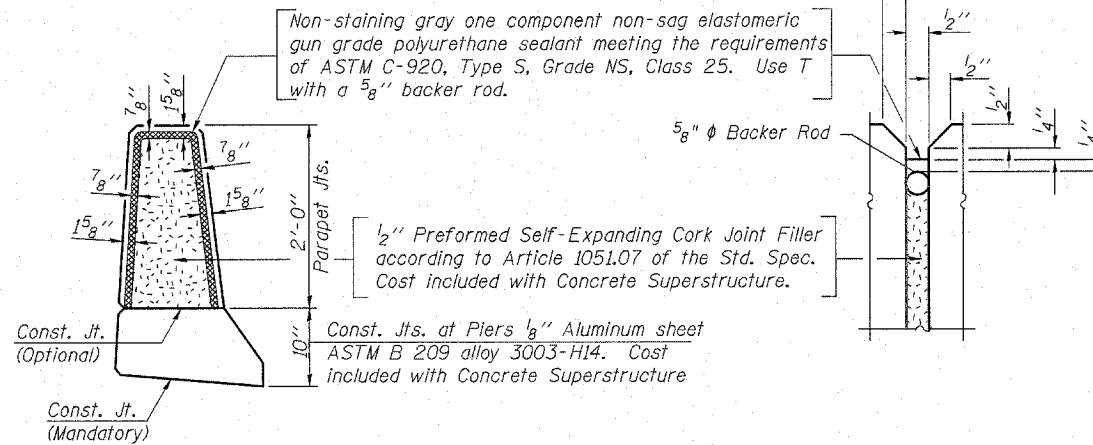 Non-staining gray one component non-sag elastomeric
gun grade polyurethane sealant meeting the requirements
of ASTM C-920, Type S, Grade NS, Class 25. Use T
with a 5/8" backer rod.
1/2"
1/2"
1/2"
1/4"
1/4"
7/8"
1 5/8"
5/8" ϕ Backer Rod
7/8"
7/8"
1 5/8"
1 5/8"
2'-0"
Parapet Jts.
1/2" Preformed Self-Expanding Cork Joint Filler
according to Article 1051.07 of the Std. Spec.
Cost included with Concrete Superstructure.
Const. Jt.
(Optional)
10"
Const. Jts. at Piers 1/8" Aluminum sheet
ASTM B 209 alloy 3003-H14. Cost
included with Concrete Superstructure
Const. Jt.
(Mandatory)